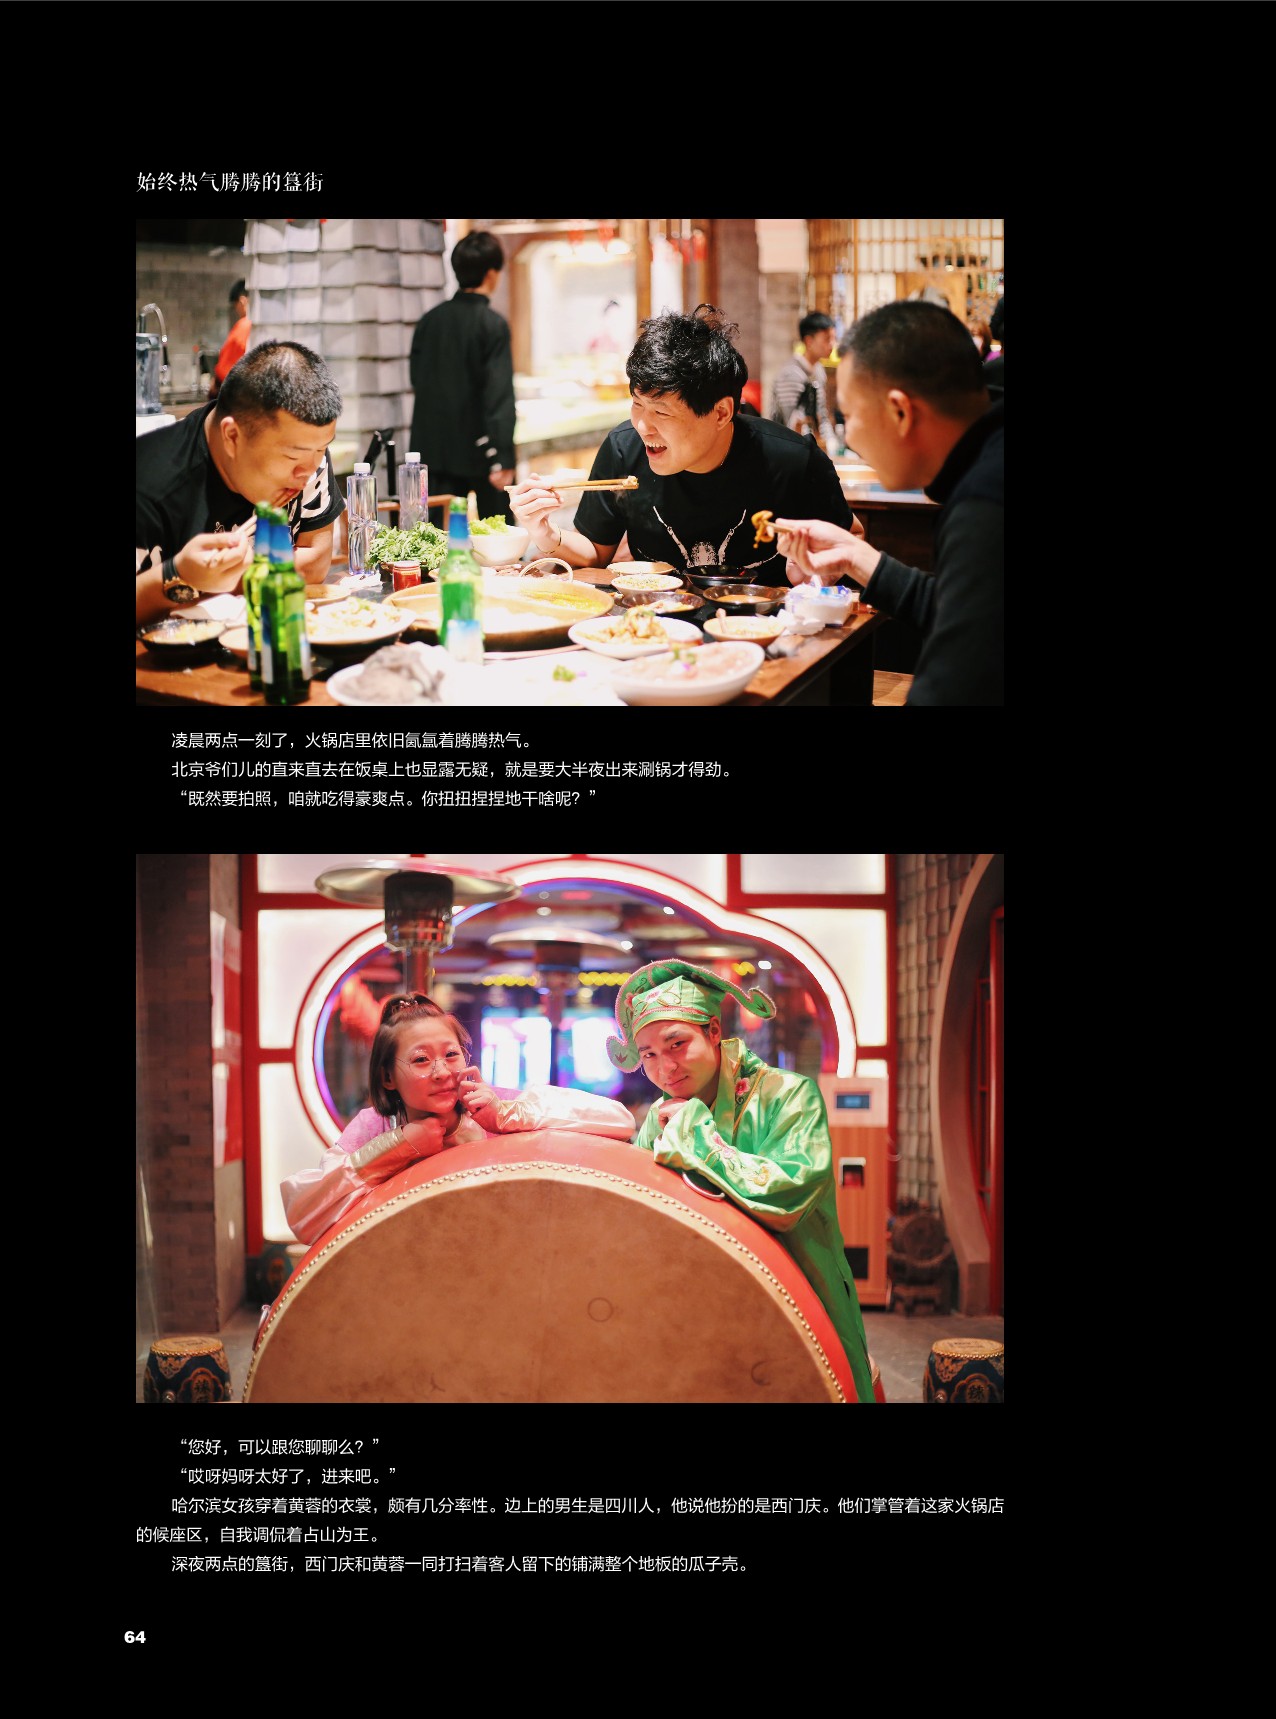 始终热气腾腾的簋街
凌晨两点一刻了，火锅店里依旧氤氲着腾腾热气。
北京爷们儿的直来直去在饭桌上也显露无疑，就是要大半夜出来涮锅才得劲。
“既然要拍照，咱就吃得豪爽点。你扭扭捏捏地干啥呢？”
“您好，可以跟您聊聊么？”
“哎呀妈呀太好了，进来吧。”
哈尔滨女孩穿着黄蓉的衣裳，颇有几分率性。边上的男生是四川人，他说他扮的是西门庆。他们掌管着这家火锅店
的候座区，自我调侃着占山为王。
深夜两点的簋街，西门庆和黄蓉一同打扫着客人留下的铺满整个地板的瓜子壳。
64